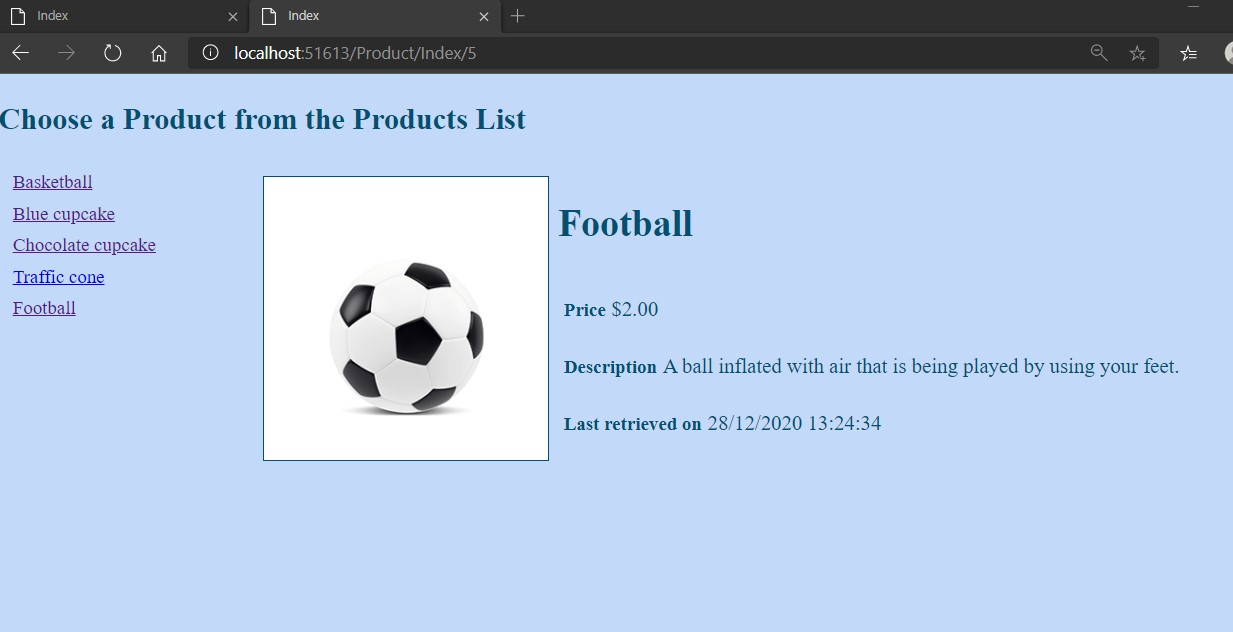 Index
Index
localhost:51613/Product/Index/5
Choose a Product from the Products List
Basketball
Blue cupcake
Chocolate cupcake
Traffic cone
Football
Football
Price $2.00
Description A ball inflated with air that is being played by using your feet.
Last retrieved on 28/12/2020 13:24:34